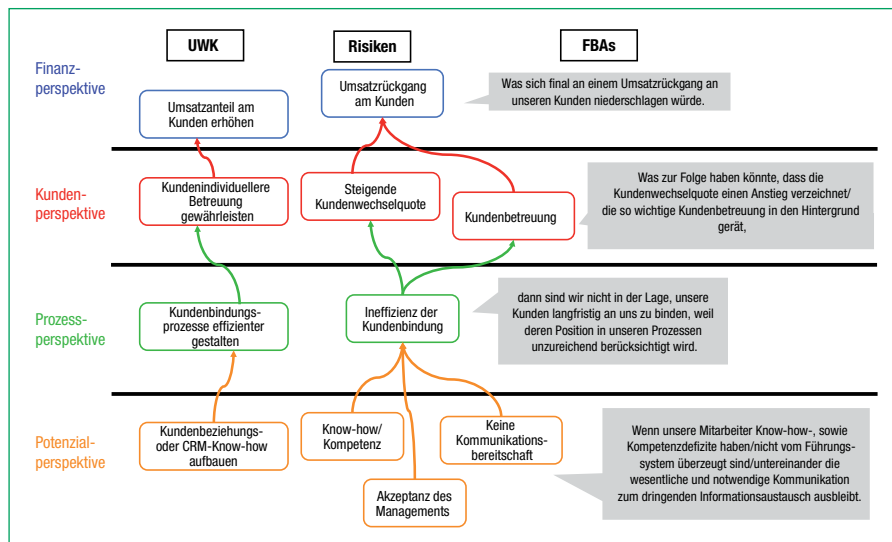 UWK
Risiken
FBAs
Finanz-
perspektive
Umsatzanteil am
Kunden erhöhen
Umsatzrückgang
am Kunden
Was sich final an einem Umsatzrückgang an
unseren Kunden niederschlagen würde.
Kunden-
perspektive
Kundenindividuellere
Betreuung
gewährleisten
Steigende
Kundenwechselquote
Kundenbetreuung
Was zur Folge haben könnte, dass die
Kundenwechselquote einen Anstieg verzeichnet/
die so wichtige Kundenbetreuung in den Hintergrund
gerät,
Prozess-
perspektive
Kundenbindungs-
prozesse effizienter
gestalten
Ineffizienz der
Kundenbindung
dann sind wir nicht in der Lage, unsere
Kunden langfristig an uns zu binden, weil
deren Position in unseren Prozessen
unzureichend berücksichtigt wird.
Potenzial-
perspektive
Kundenbeziehungs-
oder CRM-Know-how
aufbauen
Know-how/
Kompetenz
Akzeptanz des
Managements
Keine
Kommunikations-
bereitschaft
Wenn unsere Mitarbeiter Know-how-, sowie
Kompetenzdefizite haben/nicht vom Führungs-
system überzeugt sind/untereinander die
wesentliche und notwendige Kommunikation
zum dringenden Informationsaustausch ausbleibt.